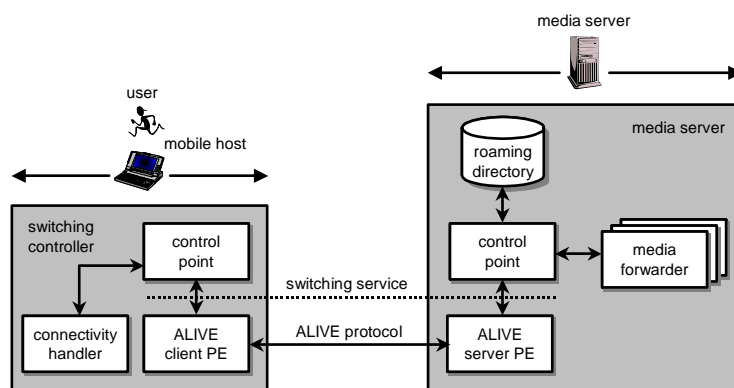 media server
user
mobile host
media server
roaming
directory
switching
controller
control
point
control
point
media
forwarder
switching service
connectivity
handler
ALIVE
client PE
ALIVE protocol
ALIVE
server PE